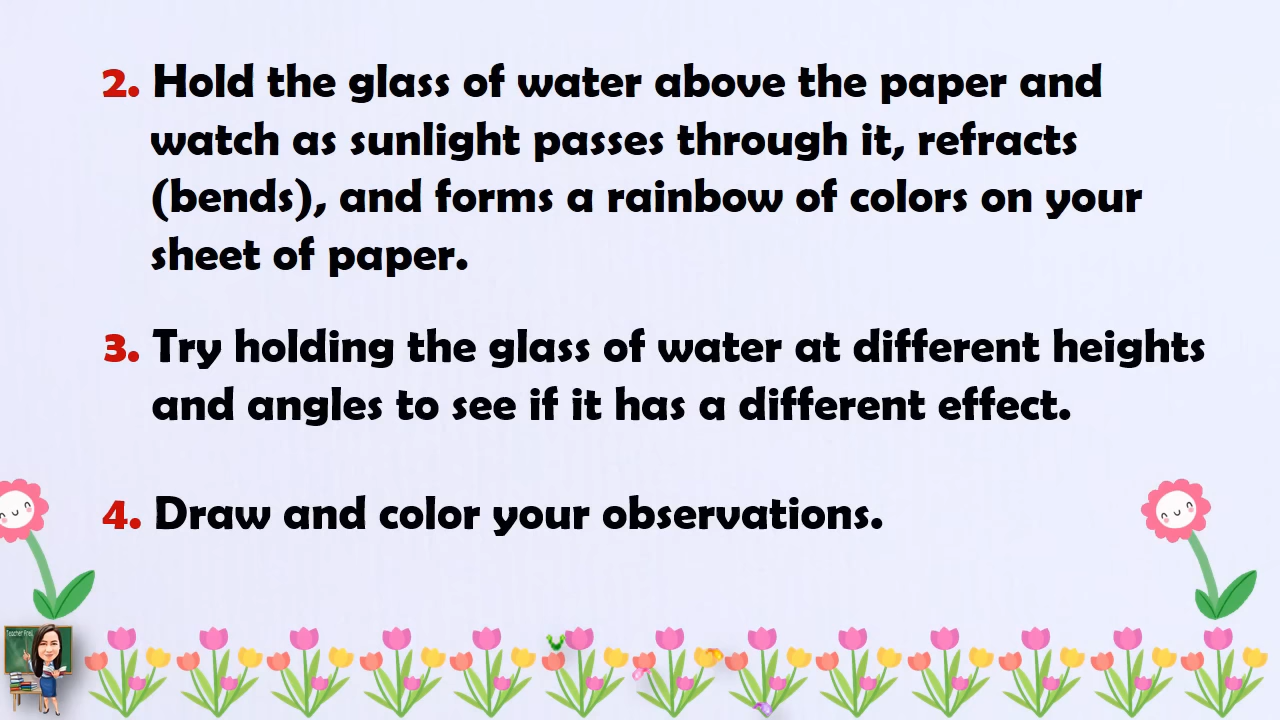 2. Hold the glass of water above the paper and
watch as sunlight passes through it, refracts
(bends), and forms a rainbow of colors on your
sheet of paper.
3. Try holding the glass of water at different heights
and angles to see if it has a different effect.
4. Draw and color your observations.